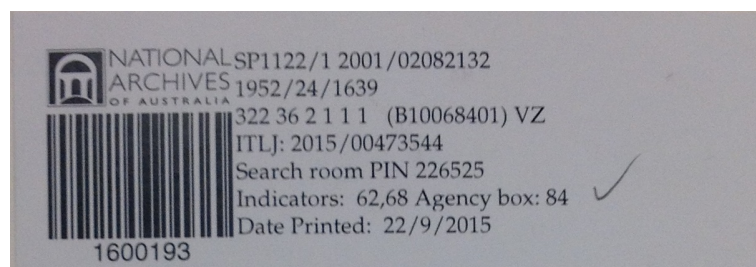 NATIONAL
ARCHIVES
OF AUSTRALIA
SP1122/1 2001/02082132
1952/24/1639
322 36 2 1 1 1 (B10068401) VZ
ITLJ: 2015/00473544
Search room PIN 226525
Indicators: 62,68 Agency box: 84
Date Printed: 22/9/2015
1600193